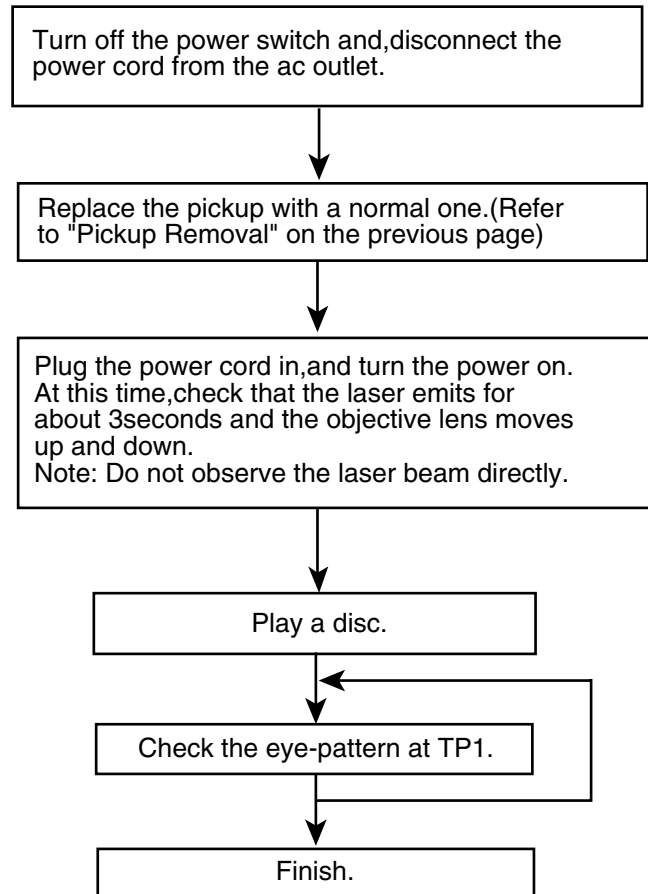 Turn off the power switch and,disconnect the
power cord from the ac outlet.
Replace the pickup with a normal one.(Refer
to "Pickup Removal" on the previous page)
Plug the power cord in,and turn the power on.
At this time,check that the laser emits for
about 3seconds and the objective lens moves
up and down.
Note: Do not observe the laser beam directly.
Play a disc.
Check the eye-pattern at TP1.
Finish.